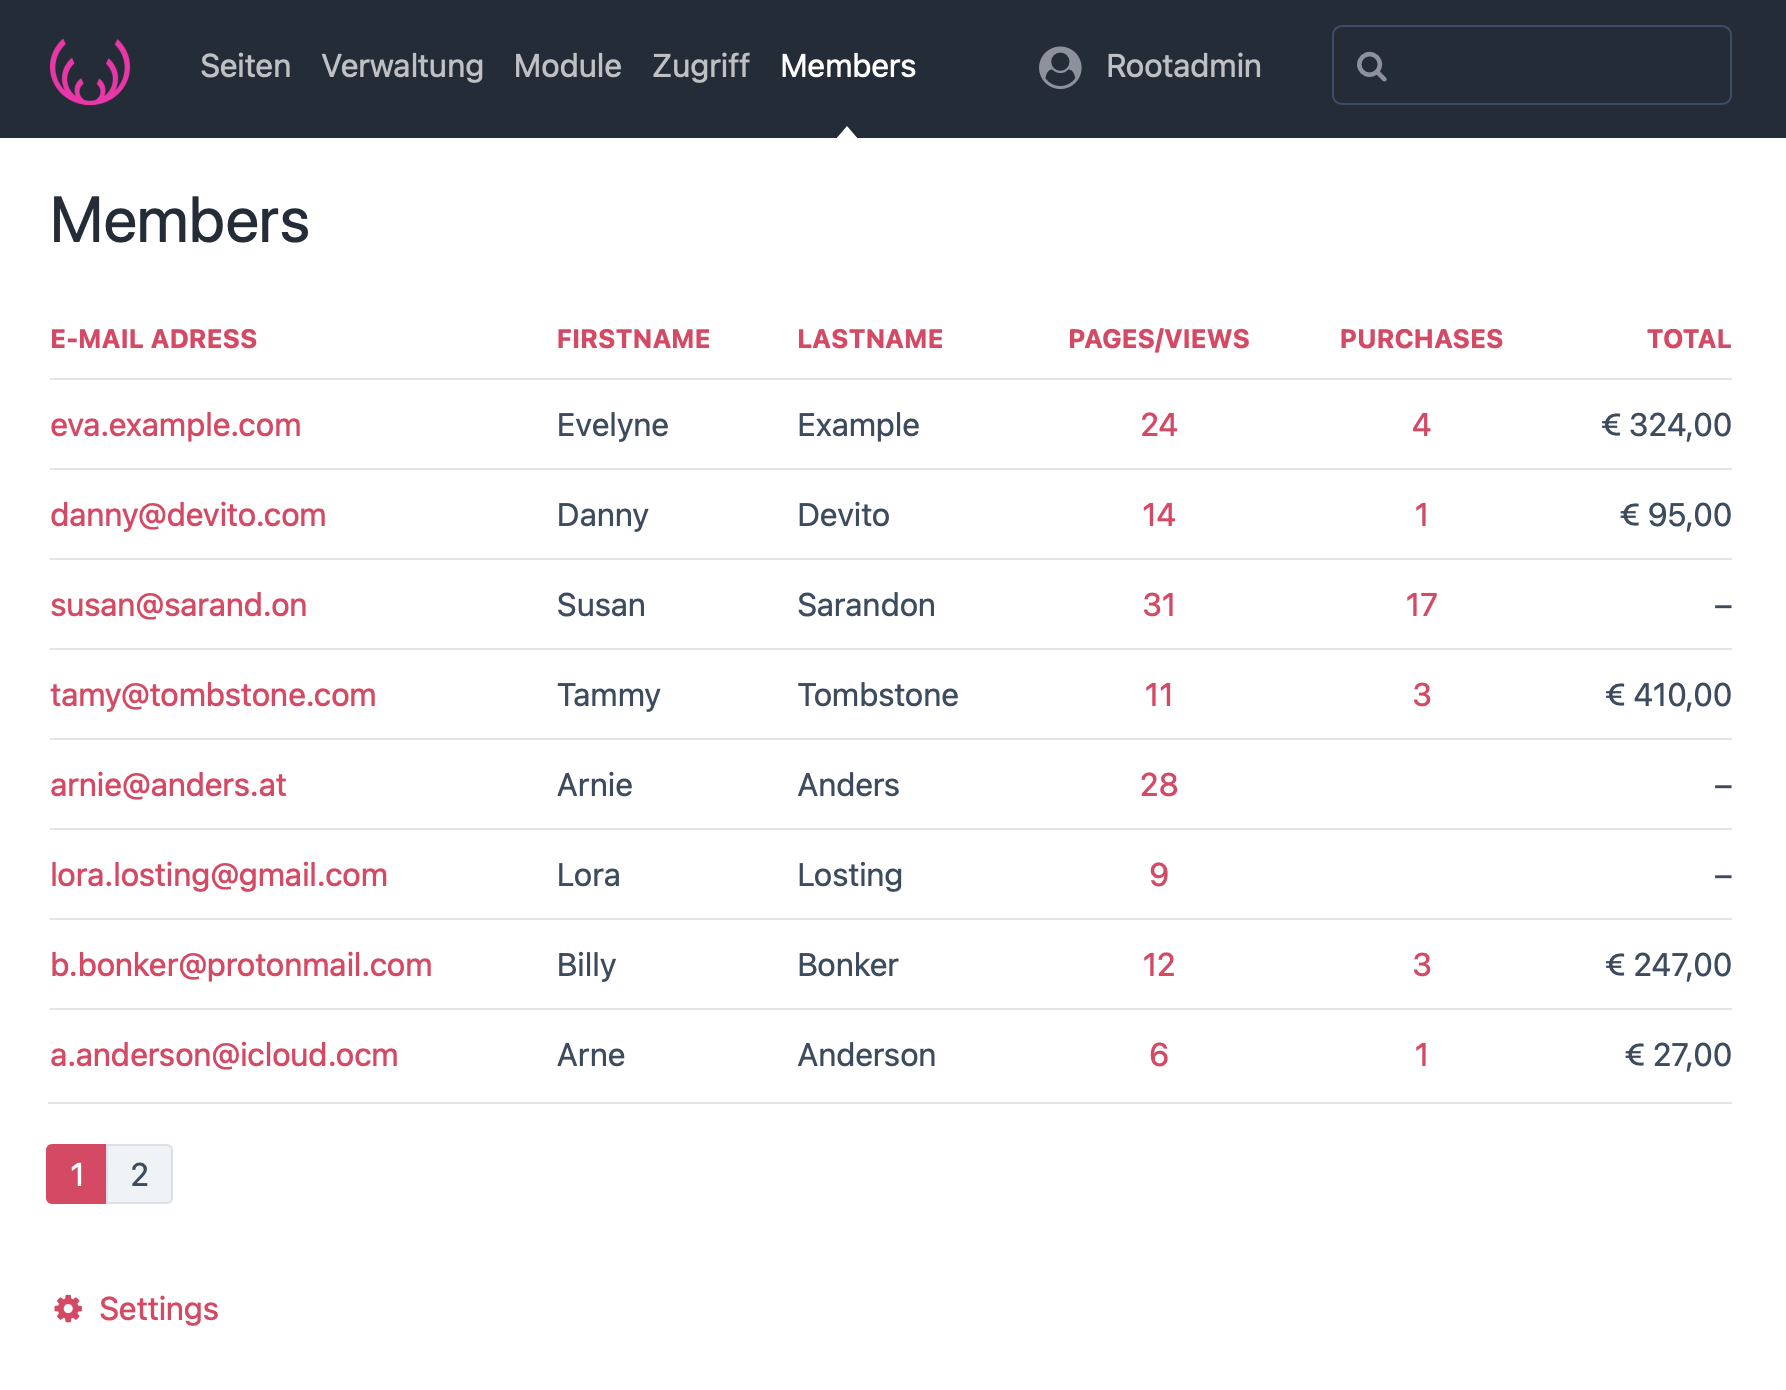 Seiten Verwaltung Module Zugriff Members Rootadmin
Members
E-MAIL ADRESS FIRSTNAME LASTNAME PAGES/VIEWS PURCHASES TOTAL
eva.example.com Evelyne Example 24 4 € 324,00
danny@devito.com Danny Devito 14 1 € 95,00
susan@sarand.on Susan Sarandon 31 17 –
tamy@tombstone.com Tammy Tombstone 11 3 € 410,00
arnie@anders.at Arnie Anders 28 –
lora.losting@gmail.com Lora Losting 9 –
b.bonker@protonmail.com Billy Bonker 12 3 € 247,00
a.anderson@icloud.ocm Arne Anderson 6 1 € 27,00
1 2
Settings